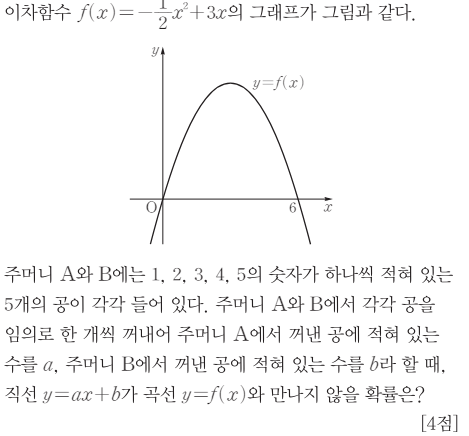 이차함수 f(x)=-1/2x²+3x의 그래프가 그림과 같다.
y
y=f(x)
O 6 x
주머니 A와 B에는 1, 2, 3, 4, 5의 숫자가 하나씩 적혀 있는
5개의 공이 각각 들어 있다. 주머니 A와 B에서 각각 공을
임의로 한 개씩 꺼내어 주머니 A에서 꺼낸 공에 적혀 있는
수를 a, 주머니 B에서 꺼낸 공에 적혀 있는 수를 b라 할 때,
직선 y=ax+b가 곡선 y=f(x)와 만나지 않을 확률은?
[4점]